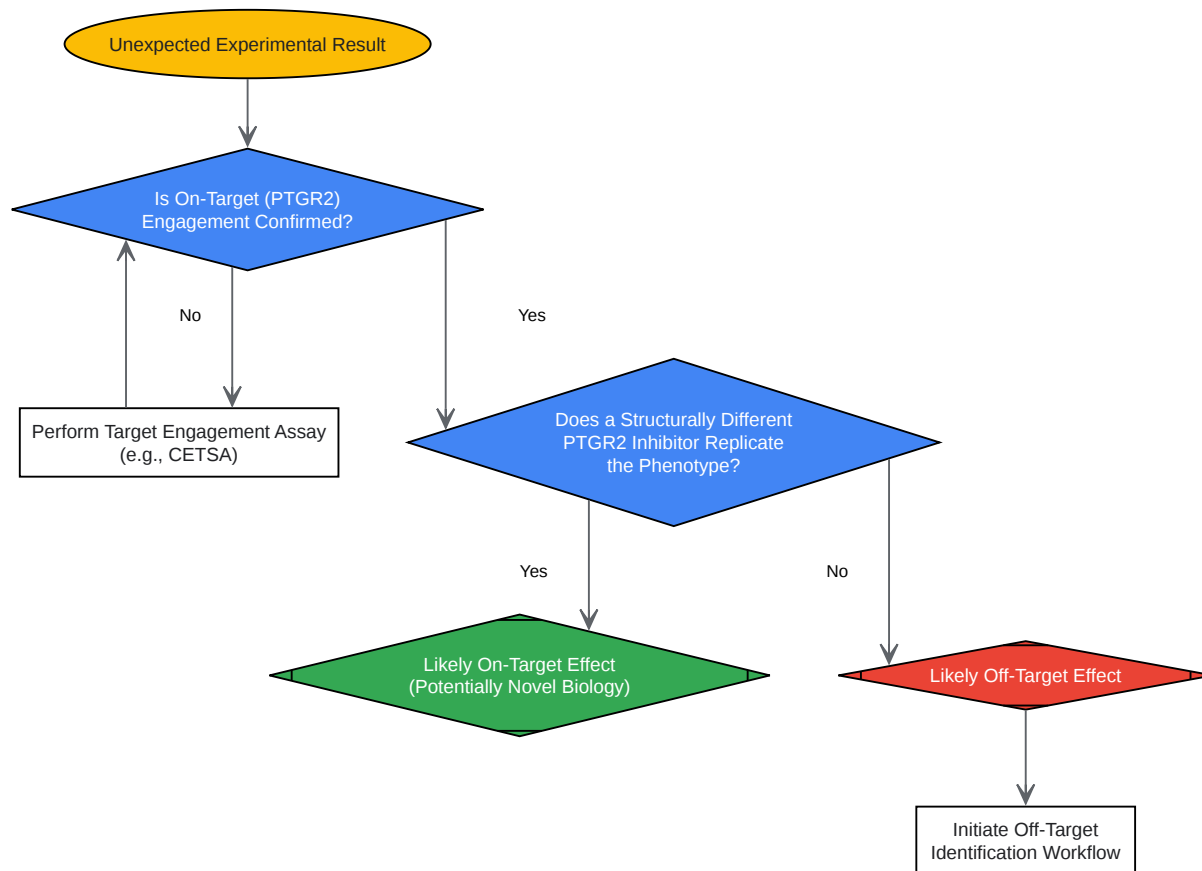 Unexpected Experimental Result
Is On-Target (PTGR2)
Engagement Confirmed?
No
Yes
Perform Target Engagement Assay
(e.g., CETSA)
Does a Structurally Different
PTGR2 Inhibitor Replicate
the Phenotype?
Yes
No
Likely On-Target Effect
(Potentially Novel Biology)
Likely Off-Target Effect
Initiate Off-Target
Identification Workflow